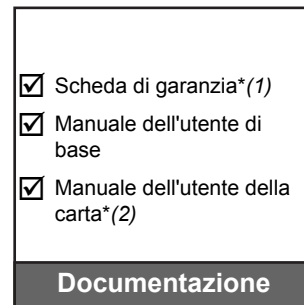 ☑ Scheda di garanzia*(1)
☑ Manuale dell'utente di
base
☑ Manuale dell'utente della
carta*(2)
Documentazione